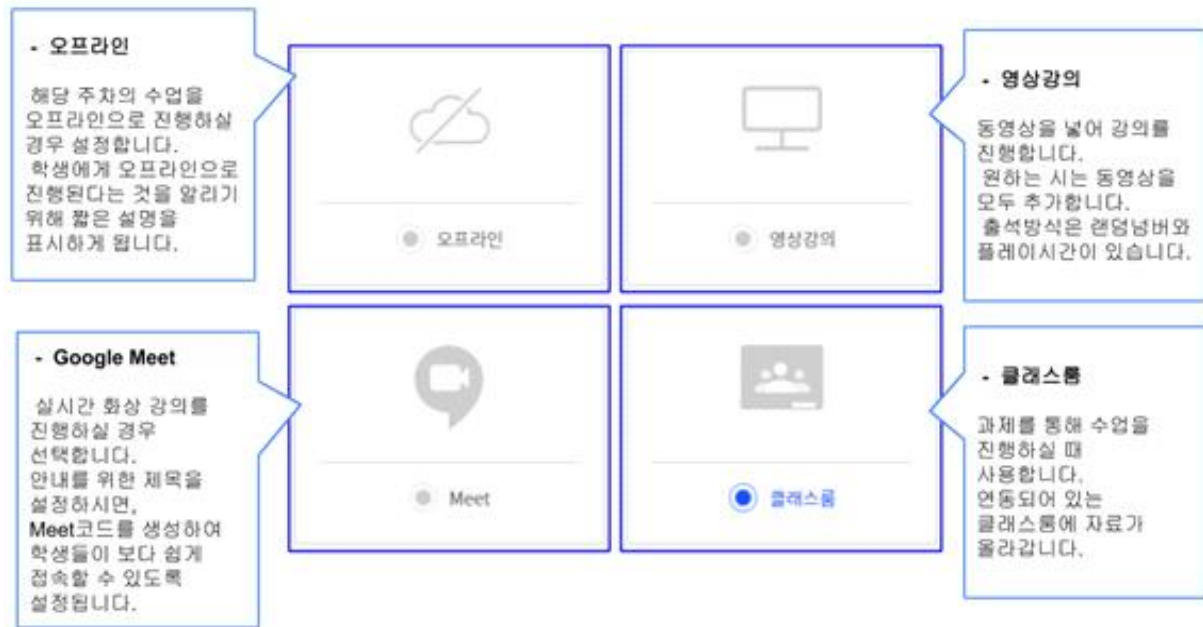 - 오프라인
해당 주차의 수업을
오프라인으로 진행하실
경우 설정합니다.
학생에게 오프라인으로
진행된다는 것을 알리기
위해 짧은 설명을
표시하게 됩니다.
오프라인
영상강의
- 영상강의
동영상을 넣어 강의를
진행합니다.
원하는 시는 동영상을
모두 추가합니다.
출석방식은 랜덤넘버와
플레이시간이 있습니다.
- Google Meet
실시간 화상 강의를
진행하실 경우
선택합니다.
안내를 위한 제목을
설정하시면,
Meet코드를 생성하여
학생들이 보다 쉽게
접속할 수 있도록
설정됩니다.
Meet
클래스룸
- 클래스룸
과제를 통해 수업을
진행하실 때
사용합니다.
연동되어 있는
클래스룸에 자료가
올라갑니다.